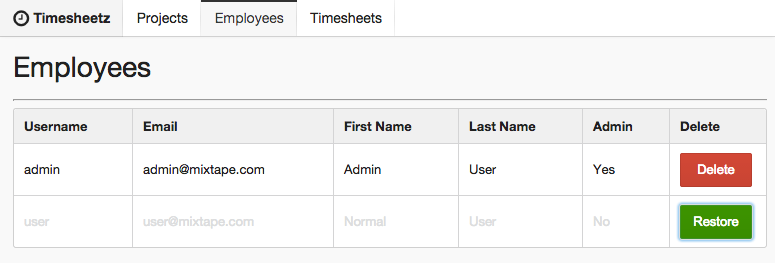 Timesheetz Projects Employees Timesheets
Employees
Username Email First Name Last Name Admin Delete
admin admin@mixtape.com Admin User Yes Delete
user user@mixtape.com Normal User No Restore